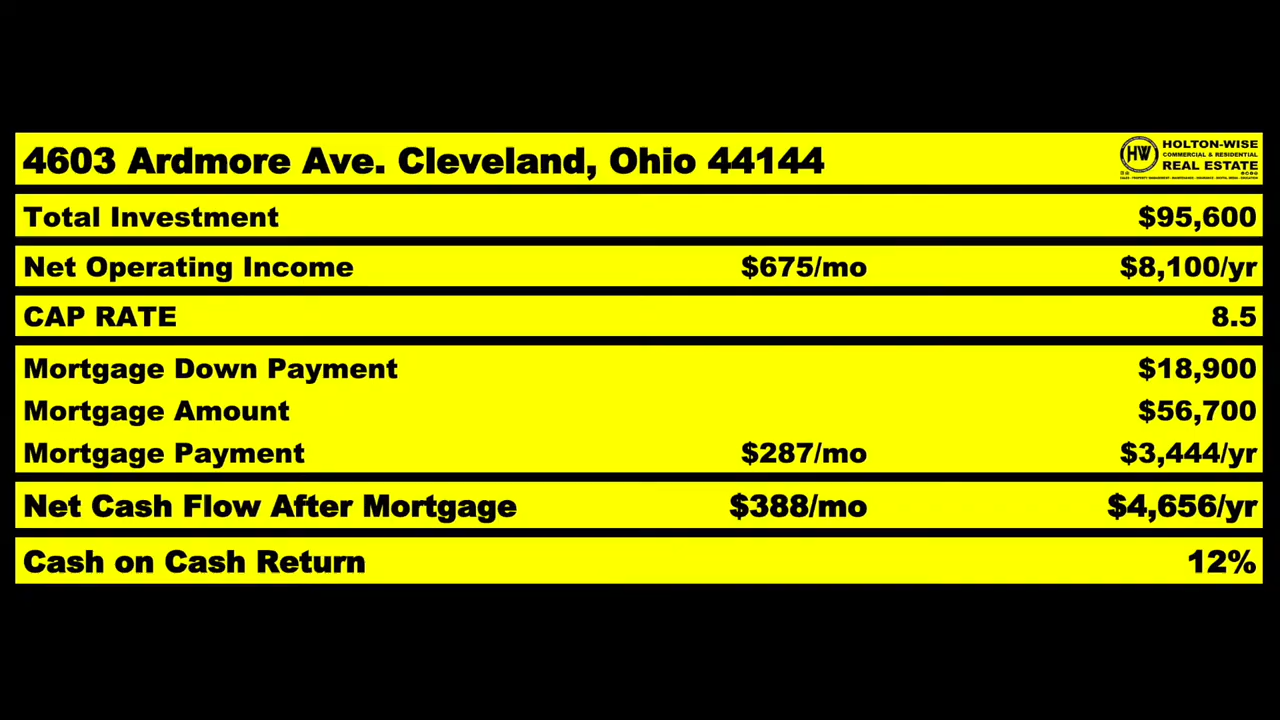 4603 Ardmore Ave. Cleveland, Ohio 44144
HW
HOLTON-WISE
COMMERCIAL & RESIDENTIAL
REAL ESTATE
Total Investment $95,600
Net Operating Income $675/mo $8,100/yr
CAP RATE 8.5
Mortgage Down Payment $18,900
Mortgage Amount $56,700
Mortgage Payment $287/mo $3,444/yr
Net Cash Flow After Mortgage $388/mo $4,656/yr
Cash on Cash Return 12%